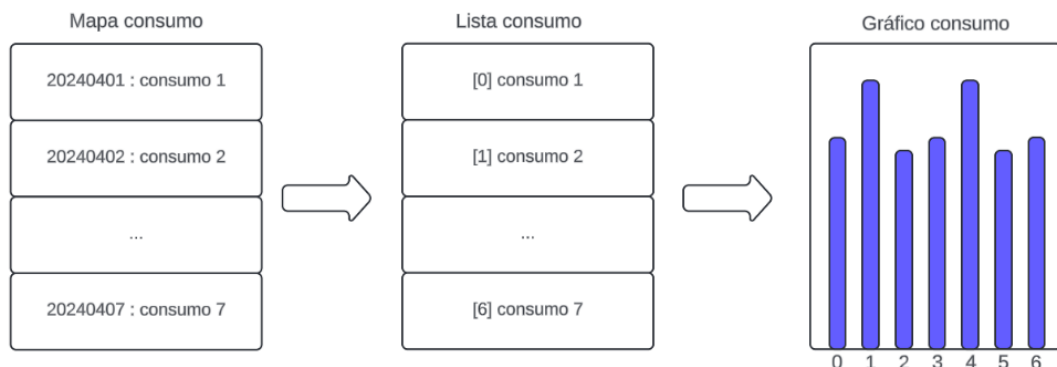 Mapa consumo
20240401 : consumo 1
20240402 : consumo 2
...
20240407 : consumo 7
Lista consumo
[0] consumo 1
[1] consumo 2
...
[6] consumo 7
Gráfico consumo
0 1 2 3 4 5 6